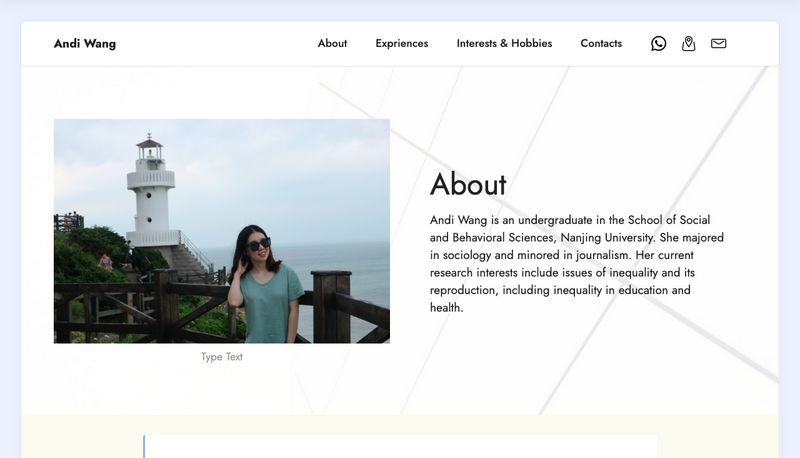 Andi Wang
About
Expriences
Interests & Hobbies
Contacts
About
Andi Wang is an undergraduate in the School of Social
and Behavioral Sciences, Nanjing University. She majored
in sociology and minored in journalism. Her current
research interests include issues of inequality and its
reproduction, including inequality in education and
health.
Type Text